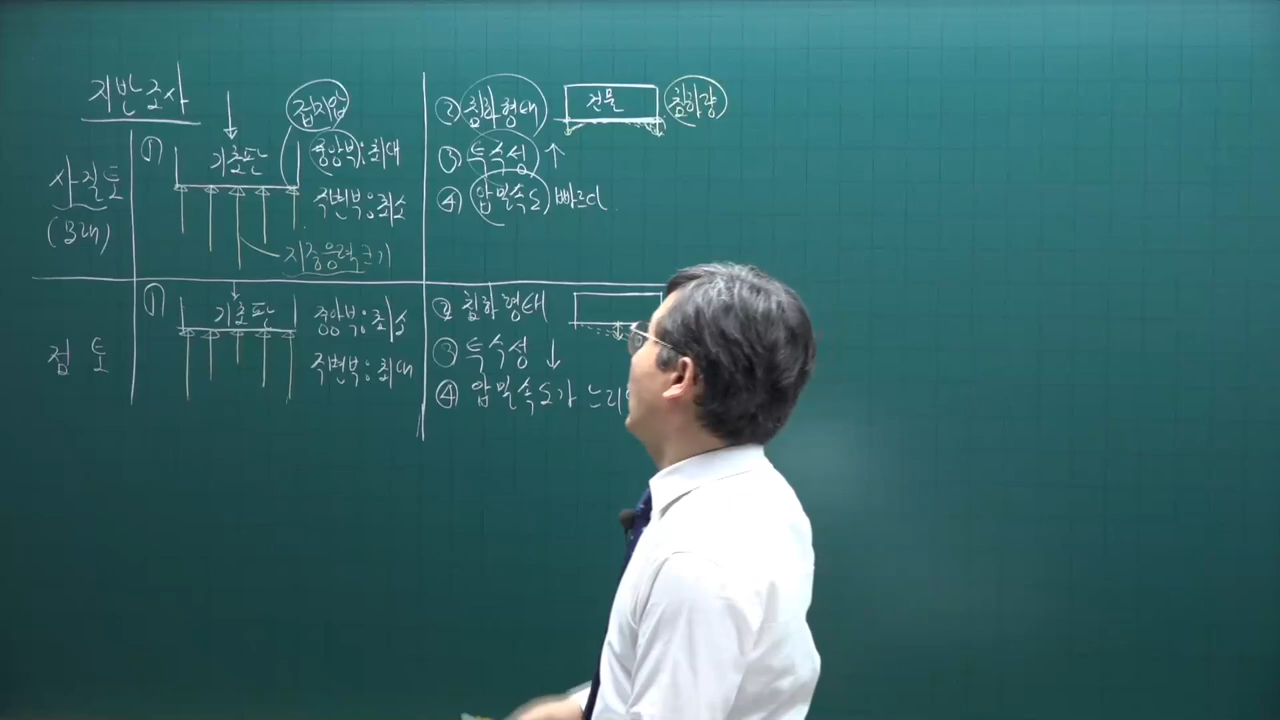 지반조사
사질토
(모래)
① 기초판
접지압
중앙부: 최대
주변부: 최소
지중응력 크기
② 침하형태 건물 침하량
③ 투수성 ↑
④ 압밀속도 빠르다.
점토
① 기초판
중앙부: 최소
주변부: 최대
② 침하형태
③ 투수성 ↓
④ 압밀속도가